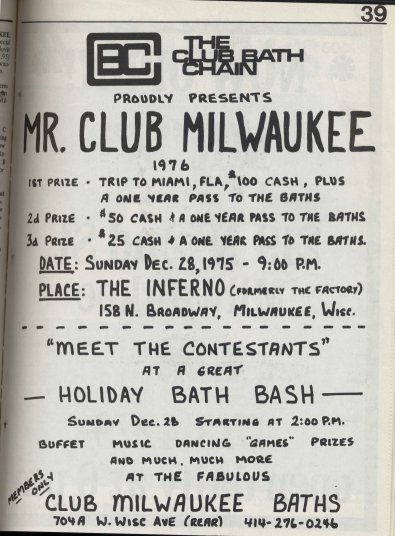 39
CBC THE
CLUB BATH
CHAIN
PROUDLY PRESENTS
MR. CLUB MILWAUKEE
1976
1ST PRIZE - TRIP TO MIAMI, FLA, $100 CASH, PLUS
A ONE YEAR PASS TO THE BATHS
2d PRIZE - $50 CASH & A ONE YEAR PASS TO THE BATHS
3d PRIZE - $25 CASH & A ONE YEAR PASS TO THE BATHS.
DATE: SUNDAY DEC. 28, 1975 - 9:00 P.M.
PLACE: THE INFERNO (FORMERLY THE FACTORY)
158 N. BROADWAY, MILWAUKEE, WISC.
"MEET THE CONTESTANTS"
AT A GREAT
— HOLIDAY BATH BASH —
SUNDAY DEC. 28 STARTING AT 2:00 P.M.
BUFFET MUSIC DANCING "GAMES" PRIZES
AND MUCH, MUCH MORE
AT THE FABULOUS
MEMBERS
ONLY
CLUB MILWAUKEE BATHS
704A W. WISC AVE (REAR) 414-276-0246